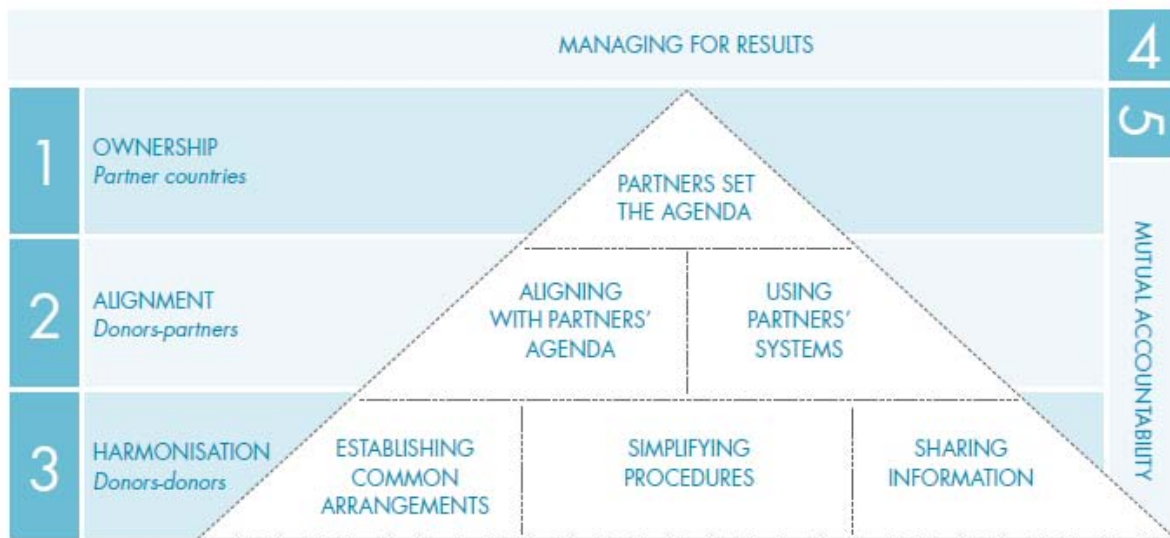 MANAGING FOR RESULTS
4
1
OWNERSHIP
Partner countries
PARTNERS SET
THE AGENDA
5
MUTUAL ACCOUNTABILITY
2
ALIGNMENT
Donors-partners
ALIGNING
WITH PARTNERS'
AGENDA
USING
PARTNERS'
SYSTEMS
3
HARMONISATION
Donors-donors
ESTABLISHING
COMMON
ARRANGEMENTS
SIMPLIFYING
PROCEDURES
SHARING
INFORMATION